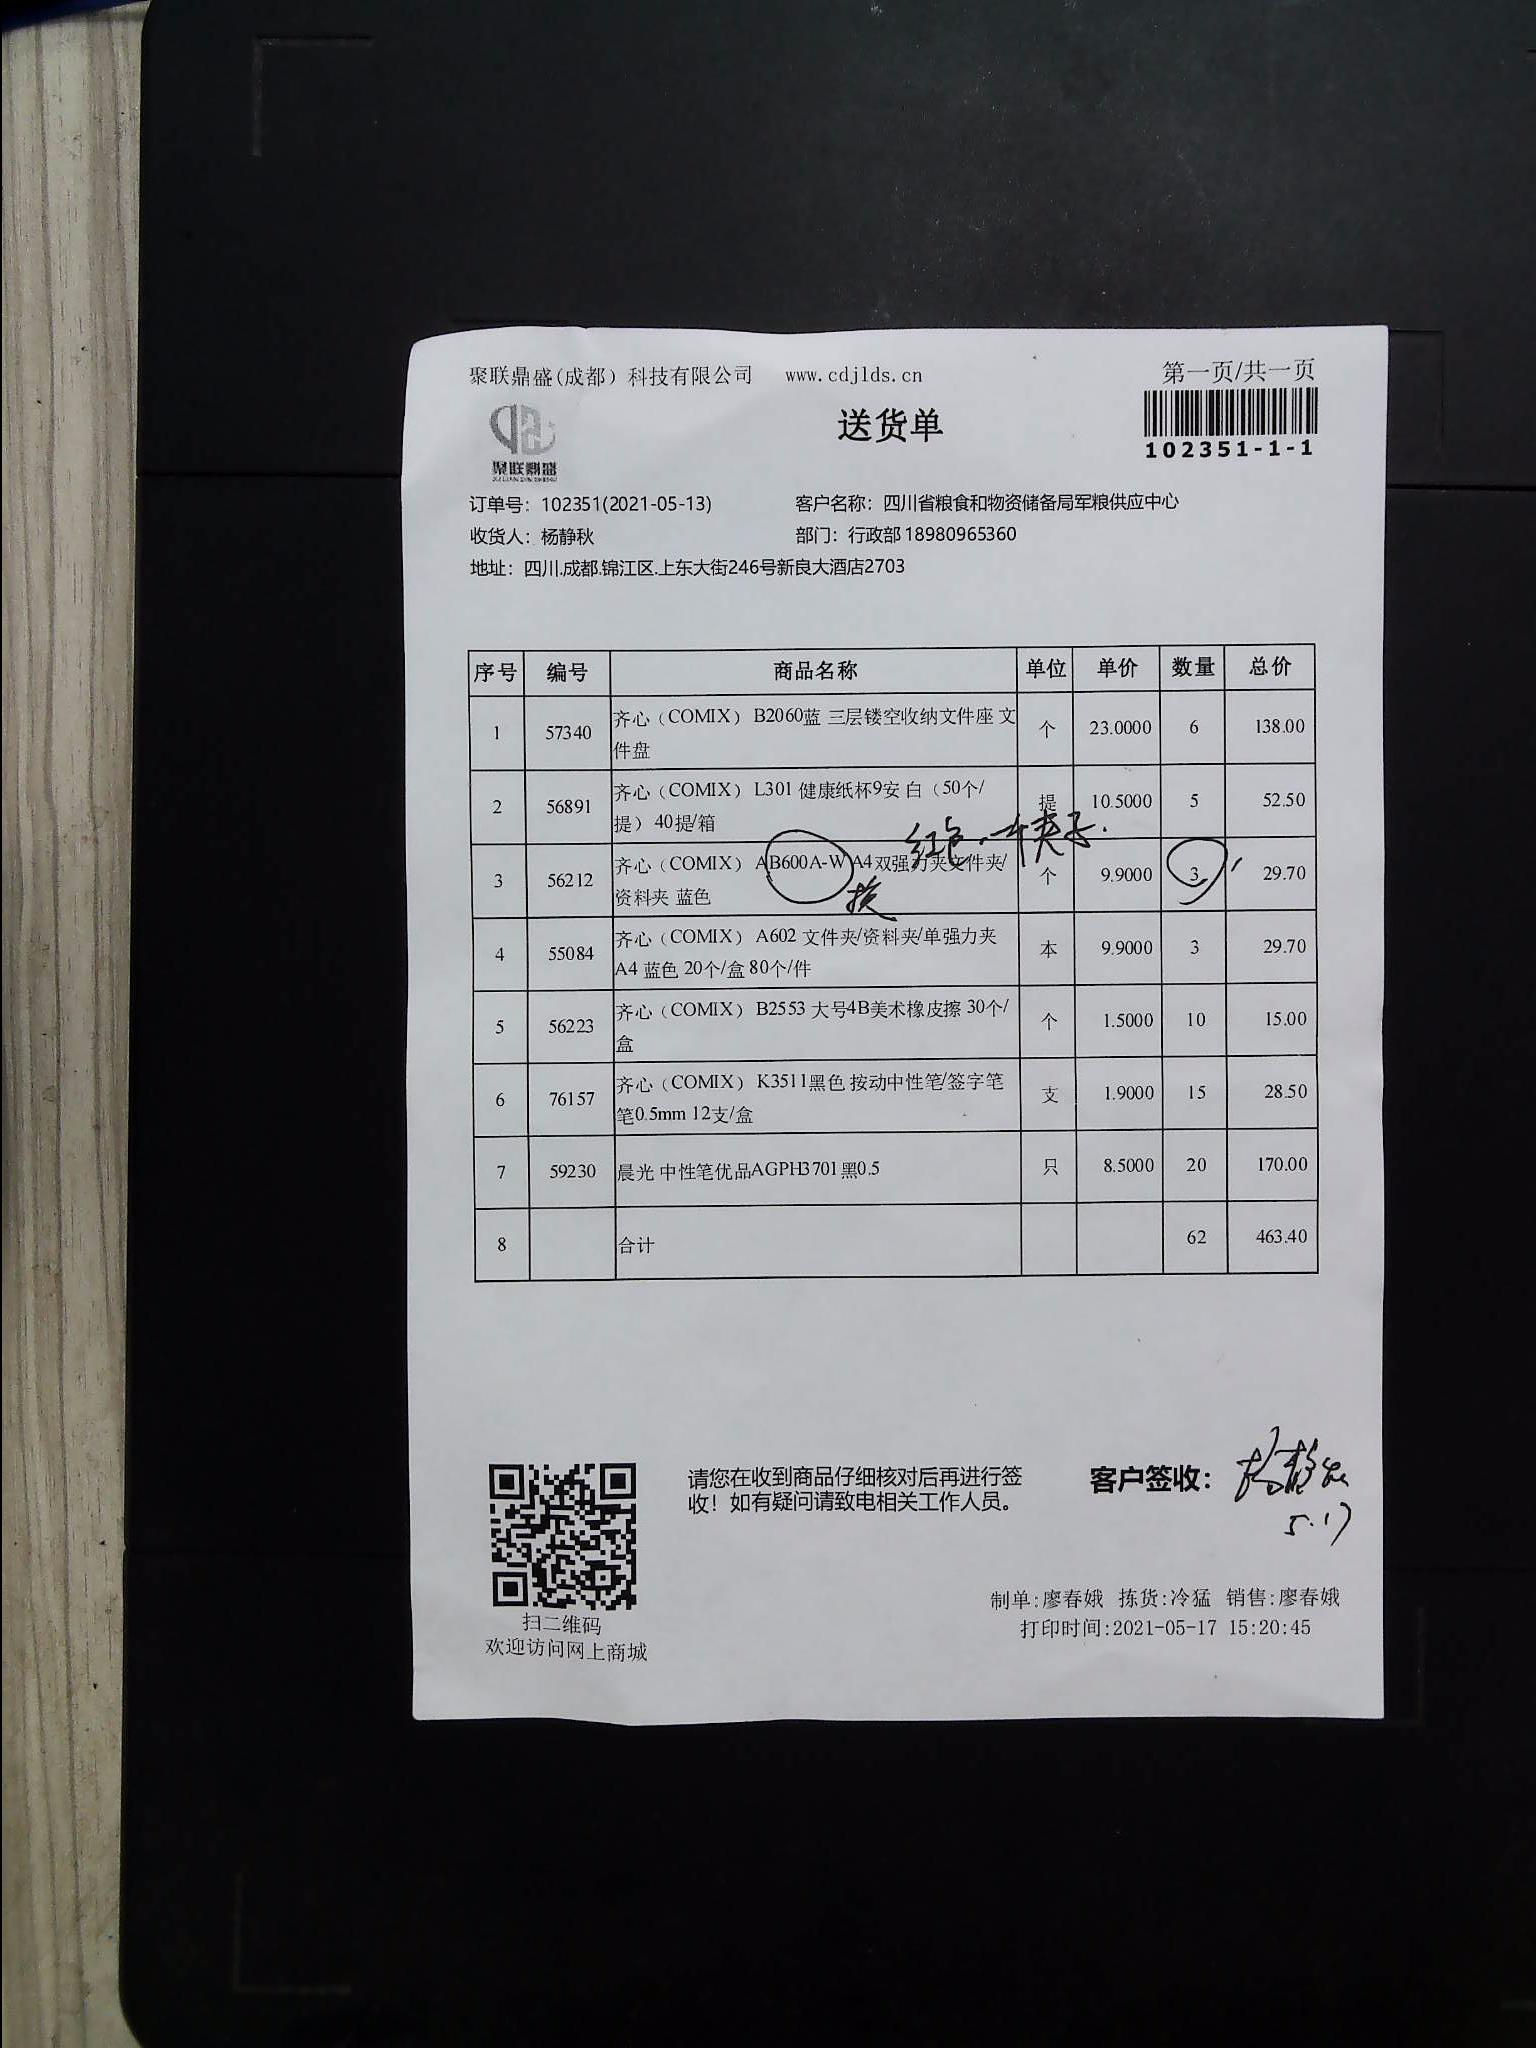 聚联鼎盛(成都）科技有限公司 www.cdjlds.cn
第一页/共一页
送货单
聚联鼎盛
102351-1-1
订单号：102351(2021-05-13) 客户名称：四川省粮食和物资储备局军粮供应中心
收货人：杨静秋 部门：行政部 18980965360
地址：四川.成都.锦江区.上东大街246号新良大酒店2703
序号 编号 商品名称 单位 单价 数量 总价
1 57340 齐心（COMIX） B2060蓝 三层镂空收纳文件座 文 个 23.0000 6 138.00
件盘
2 56891 齐心（COMIX） L301 健康纸杯9安 白（50个/ 提 10.5000 5 52.50
提） 40提/箱
红色 夹子.
3 56212 齐心（COMIX） AB600A-W A4双强力夹文件夹/ 个 9.9000 3 29.70
资料夹 蓝色 换
4 55084 齐心（COMIX） A602 文件夹/资料夹/单强力夹 本 9.9000 3 29.70
A4 蓝色 20个/盒 80个/件
5 56223 齐心（COMIX） B2553 大号4B美术橡皮擦 30个/ 个 1.5000 10 15.00
盒
6 76157 齐心（COMIX） K3511黑色 按动中性笔/签字笔 支 1.9000 15 28.50
笔0.5mm 12支/盒
7 59230 晨光 中性笔优品AGPH3701黑0.5 只 8.5000 20 170.00
8 合计 62 463.40
请您在收到商品仔细核对后再进行签
收！如有疑问请致电相关工作人员。
客户签收： 杨静秋
5.17
扫二维码
欢迎访问网上商城
制单:廖春娥 拣货:冷猛 销售:廖春娥
打印时间:2021-05-17 15:20:45